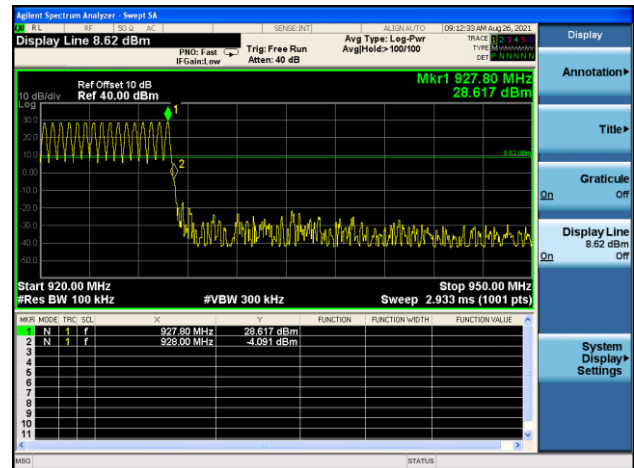 Agilent Spectrum Analyzer - Swept SA
RL RF 50 Ω AC SENSE:INT ALIGN AUTO 09:12:33 AM Aug 26, 2021
Display Line 8.62 dBm
PNO: Fast
IFGain:Low
Trig: Free Run
Atten: 40 dB
Avg Type: Log-Pwr
Avg|Hold:>100/100
TRACE 1 2 3 4 5 6
TYPE M
DET P N N N N N
Display
Mkr1 927.80 MHz
28.617 dBm
Ref Offset 10 dB
10 dB/div Ref 40.00 dBm
Log
30.0
20.0
10.0
0.00
-10.0
-20.0
-30.0
-40.0
-50.0
1
2
8.62 dBm
Start 920.00 MHz Stop 950.00 MHz
#Res BW 100 kHz #VBW 300 kHz Sweep 2.933 ms (1001 pts)
MKR MODE TRC SCL X Y FUNCTION FUNCTION WIDTH FUNCTION VALUE
1 N 1 f 927.80 MHz 28.617 dBm
2 N 1 f 928.00 MHz -4.091 dBm
3
4
5
6
7
8
9
10
11
MSG STATUS
Annotation
Title
Graticule
On Off
Display Line
8.62 dBm
On Off
System
Display
Settings